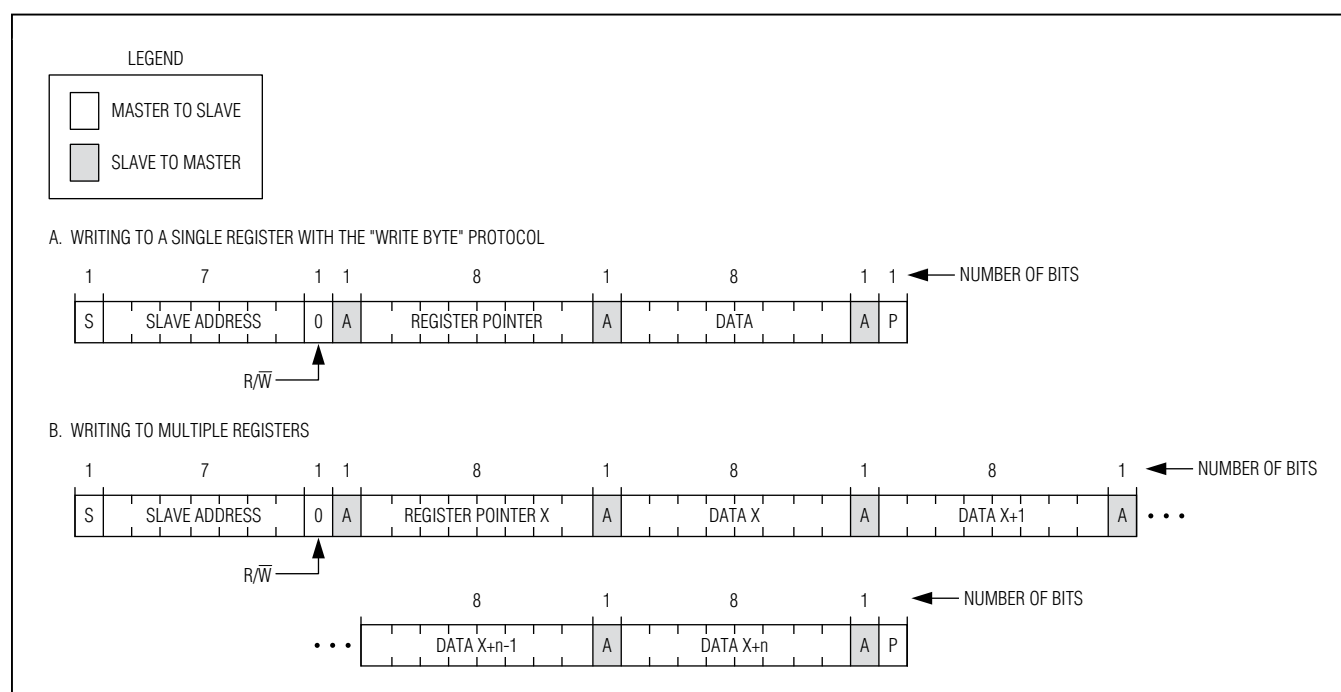 LEGEND
MASTER TO SLAVE
SLAVE TO MASTER
A. WRITING TO A SINGLE REGISTER WITH THE "WRITE BYTE" PROTOCOL
1 7 1 1 8 1 8 1 1 NUMBER OF BITS
S SLAVE ADDRESS 0 A REGISTER POINTER A DATA A P
R/W̅
B. WRITING TO MULTIPLE REGISTERS
1 7 1 1 8 1 8 1 8 1 NUMBER OF BITS
S SLAVE ADDRESS 0 A REGISTER POINTER X A DATA X A DATA X+1 A • • •
R/W̅
8 1 8 1 NUMBER OF BITS
• • • DATA X+n-1 A DATA X+n A P